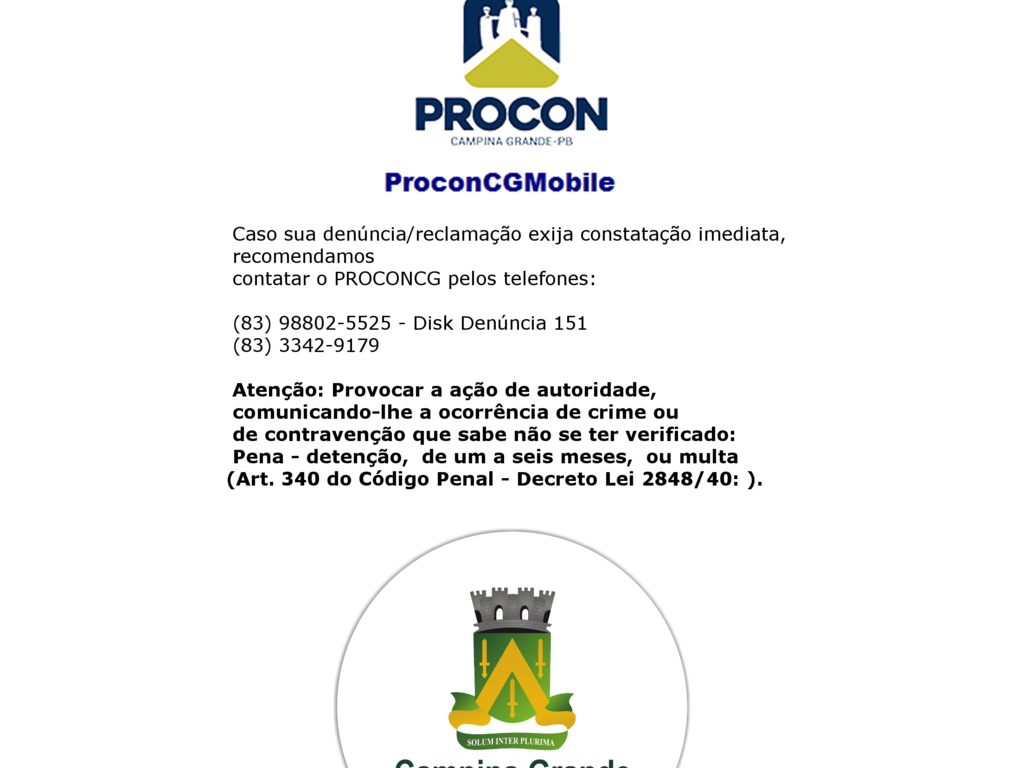 PROCON
CAMPINA GRANDE-PB
ProconCGMobile
Caso sua denúncia/reclamação exija constatação imediata,
recomendamos
contatar o PROCONCG pelos telefones:
(83) 98802-5525 - Disk Denúncia 151
(83) 3342-9179
Atenção: Provocar a ação de autoridade,
comunicando-lhe a ocorrência de crime ou
de contravenção que sabe não se ter verificado:
Pena - detenção,  de um a seis meses,  ou multa
(Art. 340 do Código Penal - Decreto Lei 2848/40: ).
SOLUM INTER PLURIMA
Campina Grande